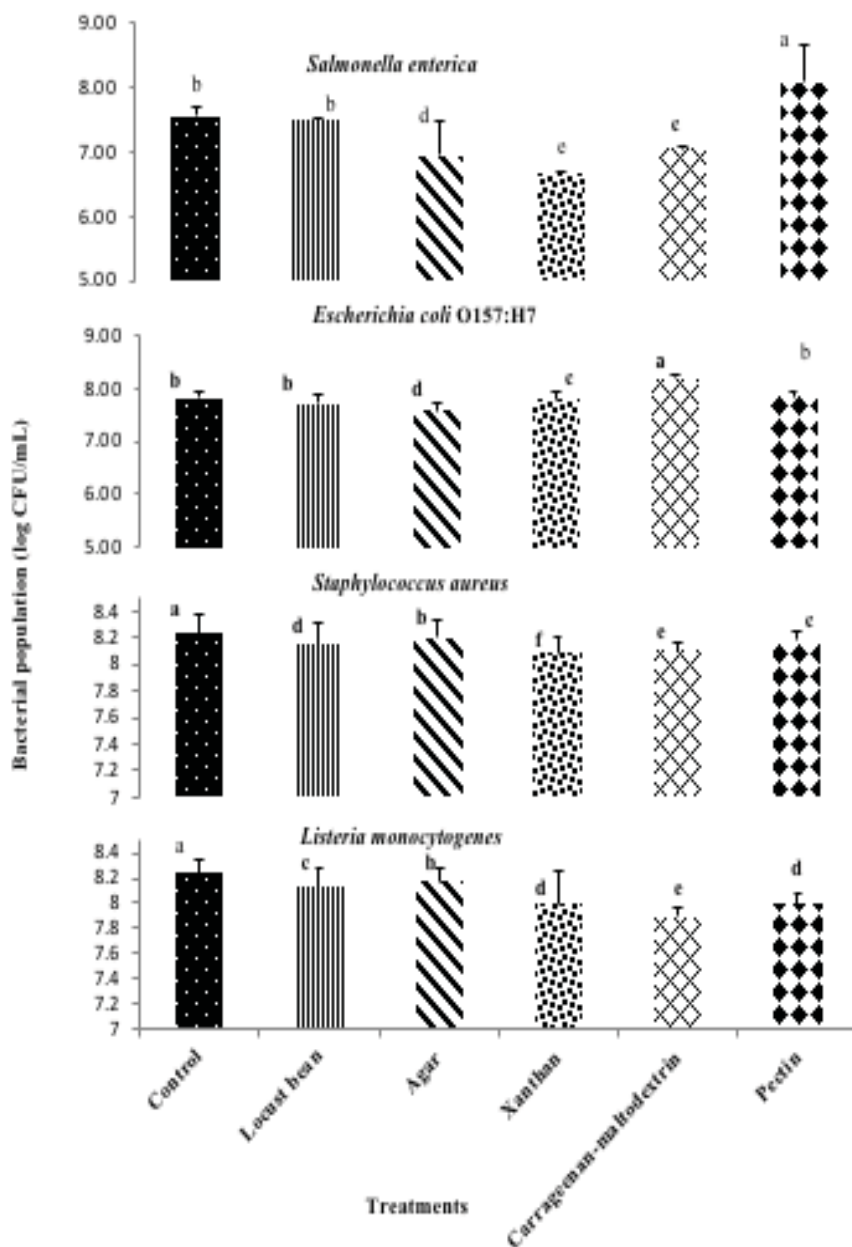 9.00
8.00
7.00
6.00
5.00
Salmonella enterica
b b d e c a
9.00
8.00
7.00
6.00
5.00
Escherichia coli O157:H7
b b d c a b
8.4
8.2
8
7.8
7.6
7.4
7.2
7
Staphylococcus aureus
a d b f e c
8.4
8.2
8
7.8
7.6
7.4
7.2
7
Listeria monocytogenes
a c b d e d
Bacterial population (log CFU/mL)
Control
Locust bean
Agar
Xanthan
Carrageenan-maltodextrin
Pectin
Treatments